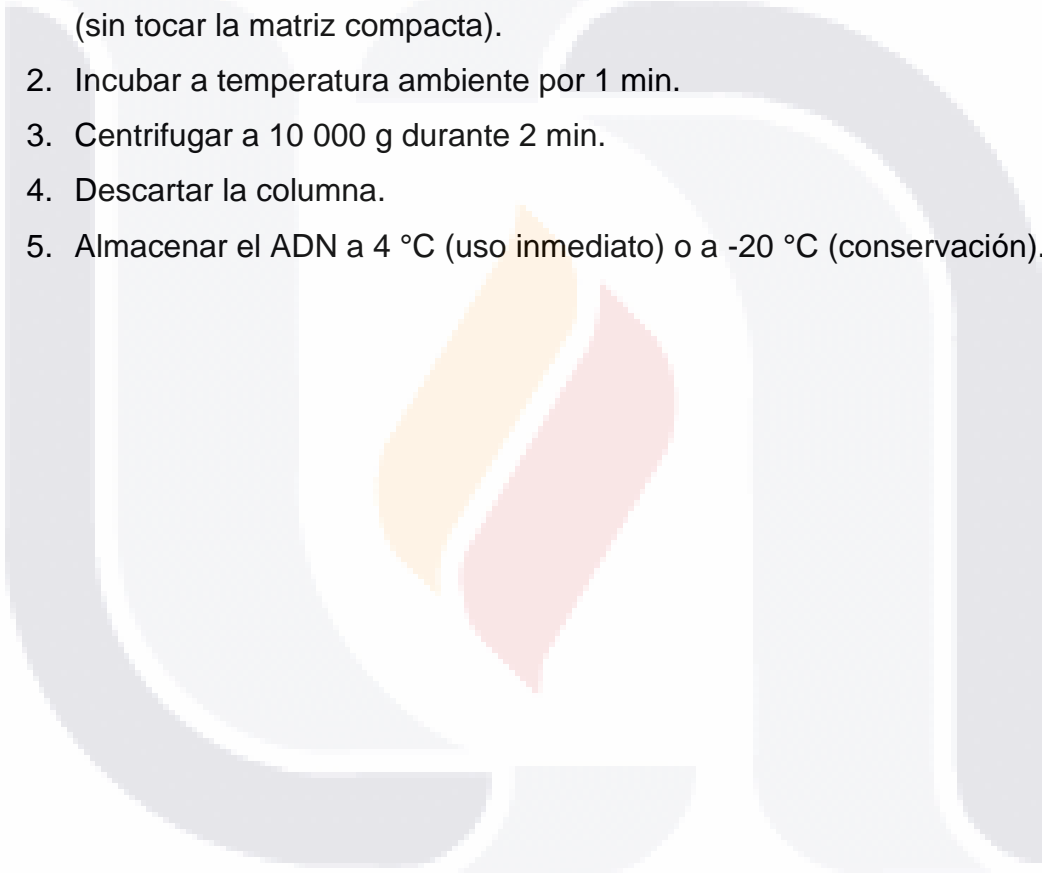 (sin tocar la matriz compacta).
2. Incubar a temperatura ambiente por 1 min.
3. Centrifugar a 10 000 g durante 2 min.
4. Descartar la columna.
5. Almacenar el ADN a 4 °C (uso inmediato) o a -20 °C (conservación).